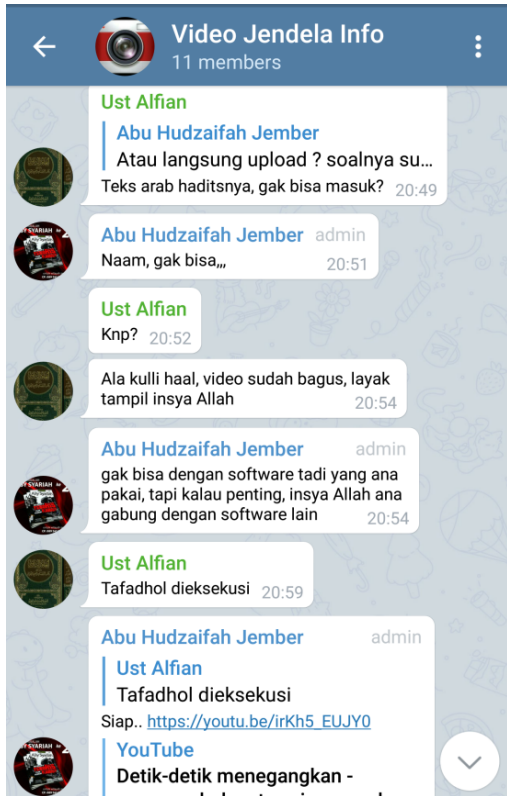 Video Jendela Info
11 members
Ust Alfian
Abu Hudzaifah Jember
Atau langsung upload ? soalnya su...
Teks arab haditsnya, gak bisa masuk? 20:49
Abu Hudzaifah Jember admin
Naam, gak bisa,,, 20:51
Ust Alfian
Knp? 20:52
Ala kulli haal, video sudah bagus, layak
tampil insya Allah 20:54
Abu Hudzaifah Jember admin
gak bisa dengan software tadi yang ana
pakai, tapi kalau penting, insya Allah ana
gabung dengan software lain 20:54
Ust Alfian
Tafadhol dieksekusi 20:59
Abu Hudzaifah Jember admin
Ust Alfian
Tafadhol dieksekusi
Siap.. https://youtu.be/irKh5_EUJY0
YouTube
Detik-detik menegangkan -